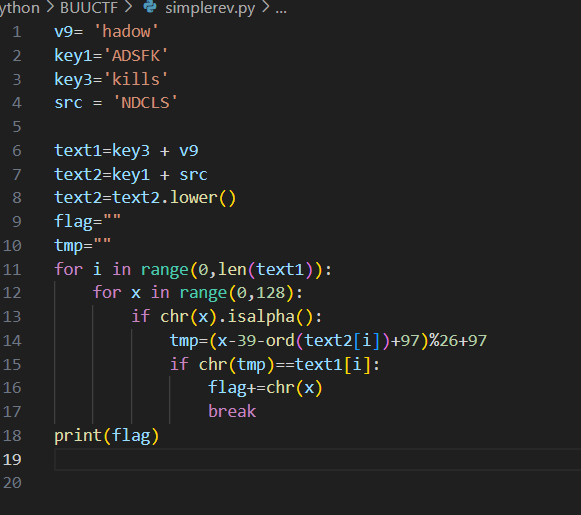 ython > BUUCTF > simplerev.py > ...
1 v9= 'hadow'
2 key1='ADSFK'
3 key3='kills'
4 src = 'NDCLS'
5
6 text1=key3 + v9
7 text2=key1 + src
8 text2=text2.lower()
9 flag=""
10 tmp=""
11 for i in range(0,len(text1)):
12     for x in range(0,128):
13         if chr(x).isalpha():
14             tmp=(x-39-ord(text2[i])+97)%26+97
15             if chr(tmp)==text1[i]:
16                 flag+=chr(x)
17                 break
18 print(flag)
19
20